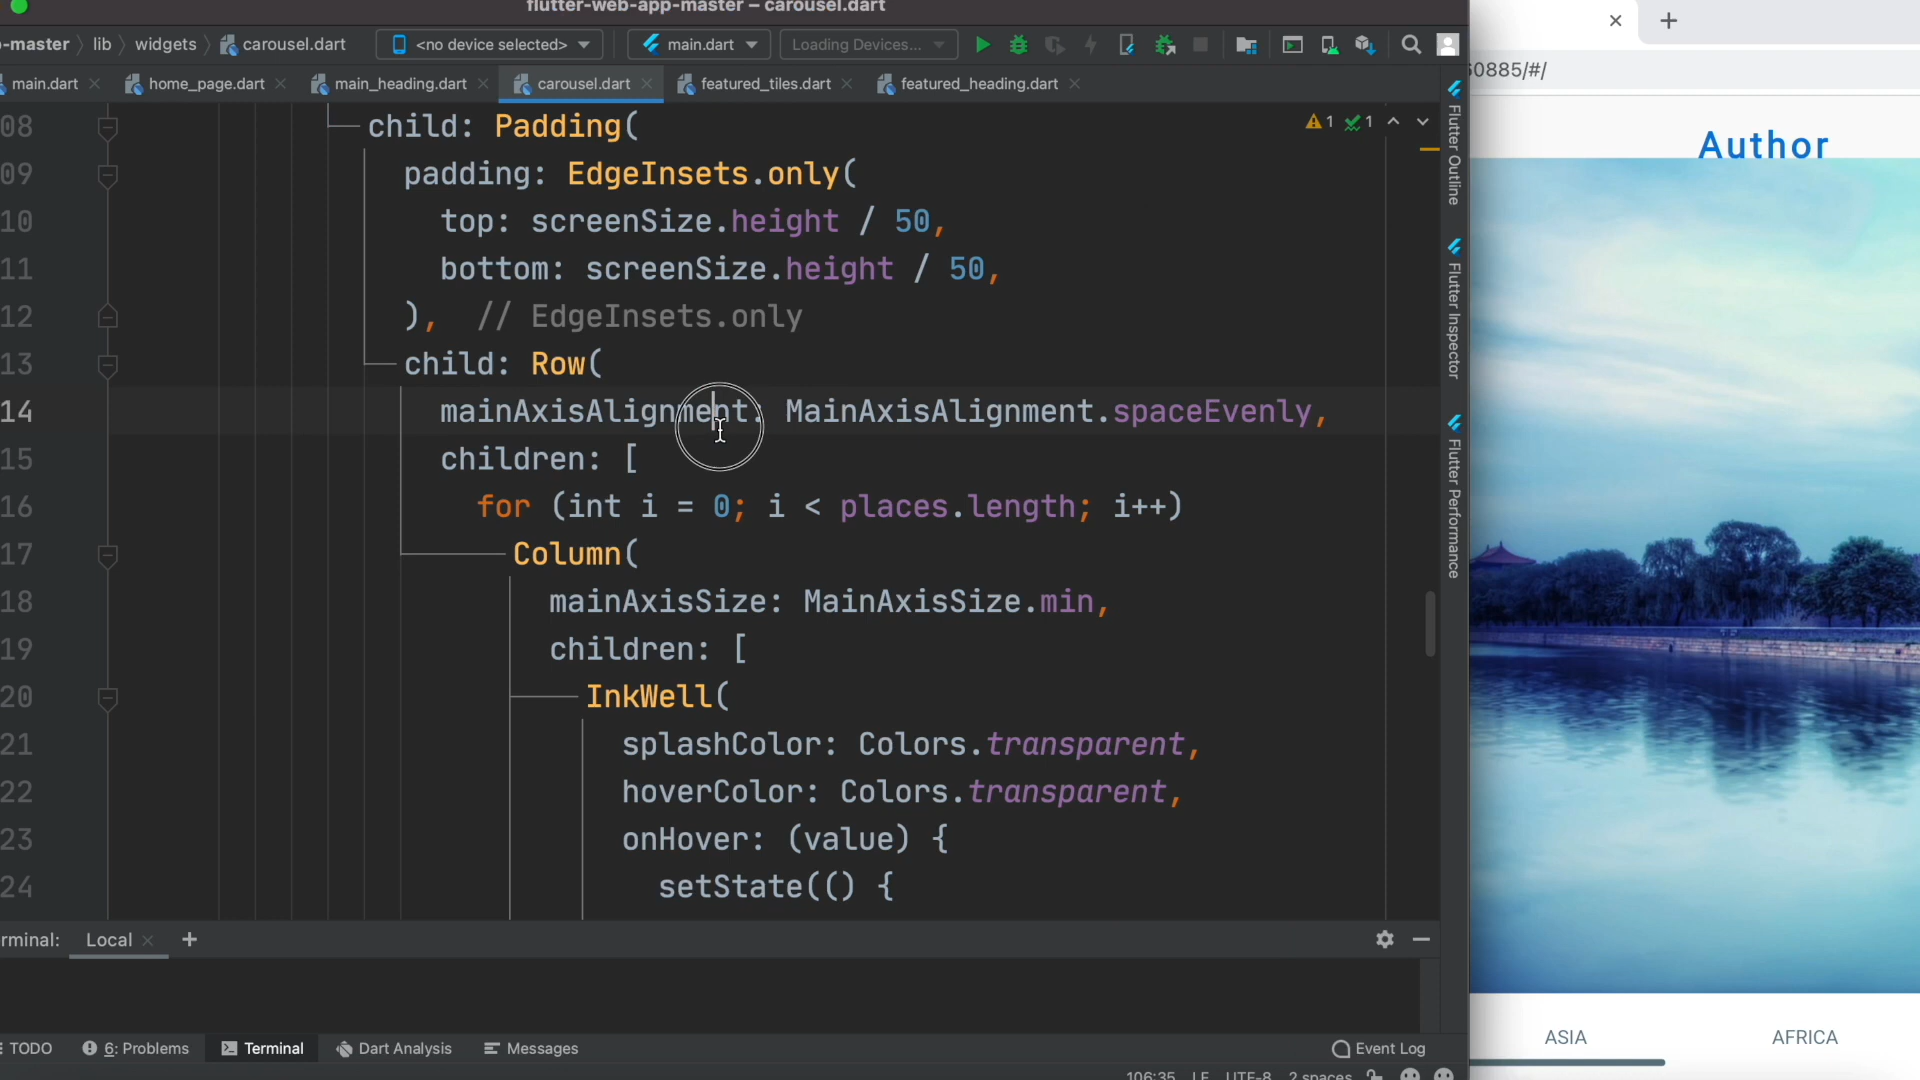 flutter-web-app-master – carousel.dart
-master lib widgets carousel.dart <no device selected> main.dart Loading Devices...
60885/#/
main.dart home_page.dart main_heading.dart carousel.dart featured_tiles.dart featured_heading.dart
08 child: Padding( 1 1
09 padding: EdgeInsets.only(
10 top: screenSize.height / 50,
11 bottom: screenSize.height / 50,
12 ), // EdgeInsets.only
13 child: Row(
14 mainAxisAlignment: MainAxisAlignment.spaceEvenly,
15 children: [
16 for (int i = 0; i < places.length; i++)
17 Column(
18 mainAxisSize: MainAxisSize.min,
19 children: [
20 InkWell(
21 splashColor: Colors.transparent,
22 hoverColor: Colors.transparent,
23 onHover: (value) {
24 setState(() {
Flutter Outline
Flutter Inspector
Flutter Performance
Author
ASIA AFRICA
rminal: Local
TODO 6: Problems Terminal Dart Analysis Messages Event Log
106:35 LF UTF-8 2 spaces